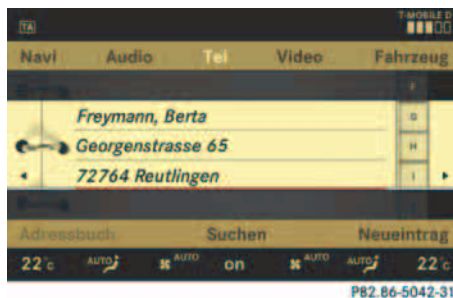 TA T-MOBILE D
Navi Audio Tel Video Fahrzeug
F
Freymann, Berta G
Georgenstrasse 65 H
72764 Reutlingen I
Adressbuch Suchen Neueintrag
22°c AUTO AUTO on AUTO AUTO 22°c
P82.86-5042-31